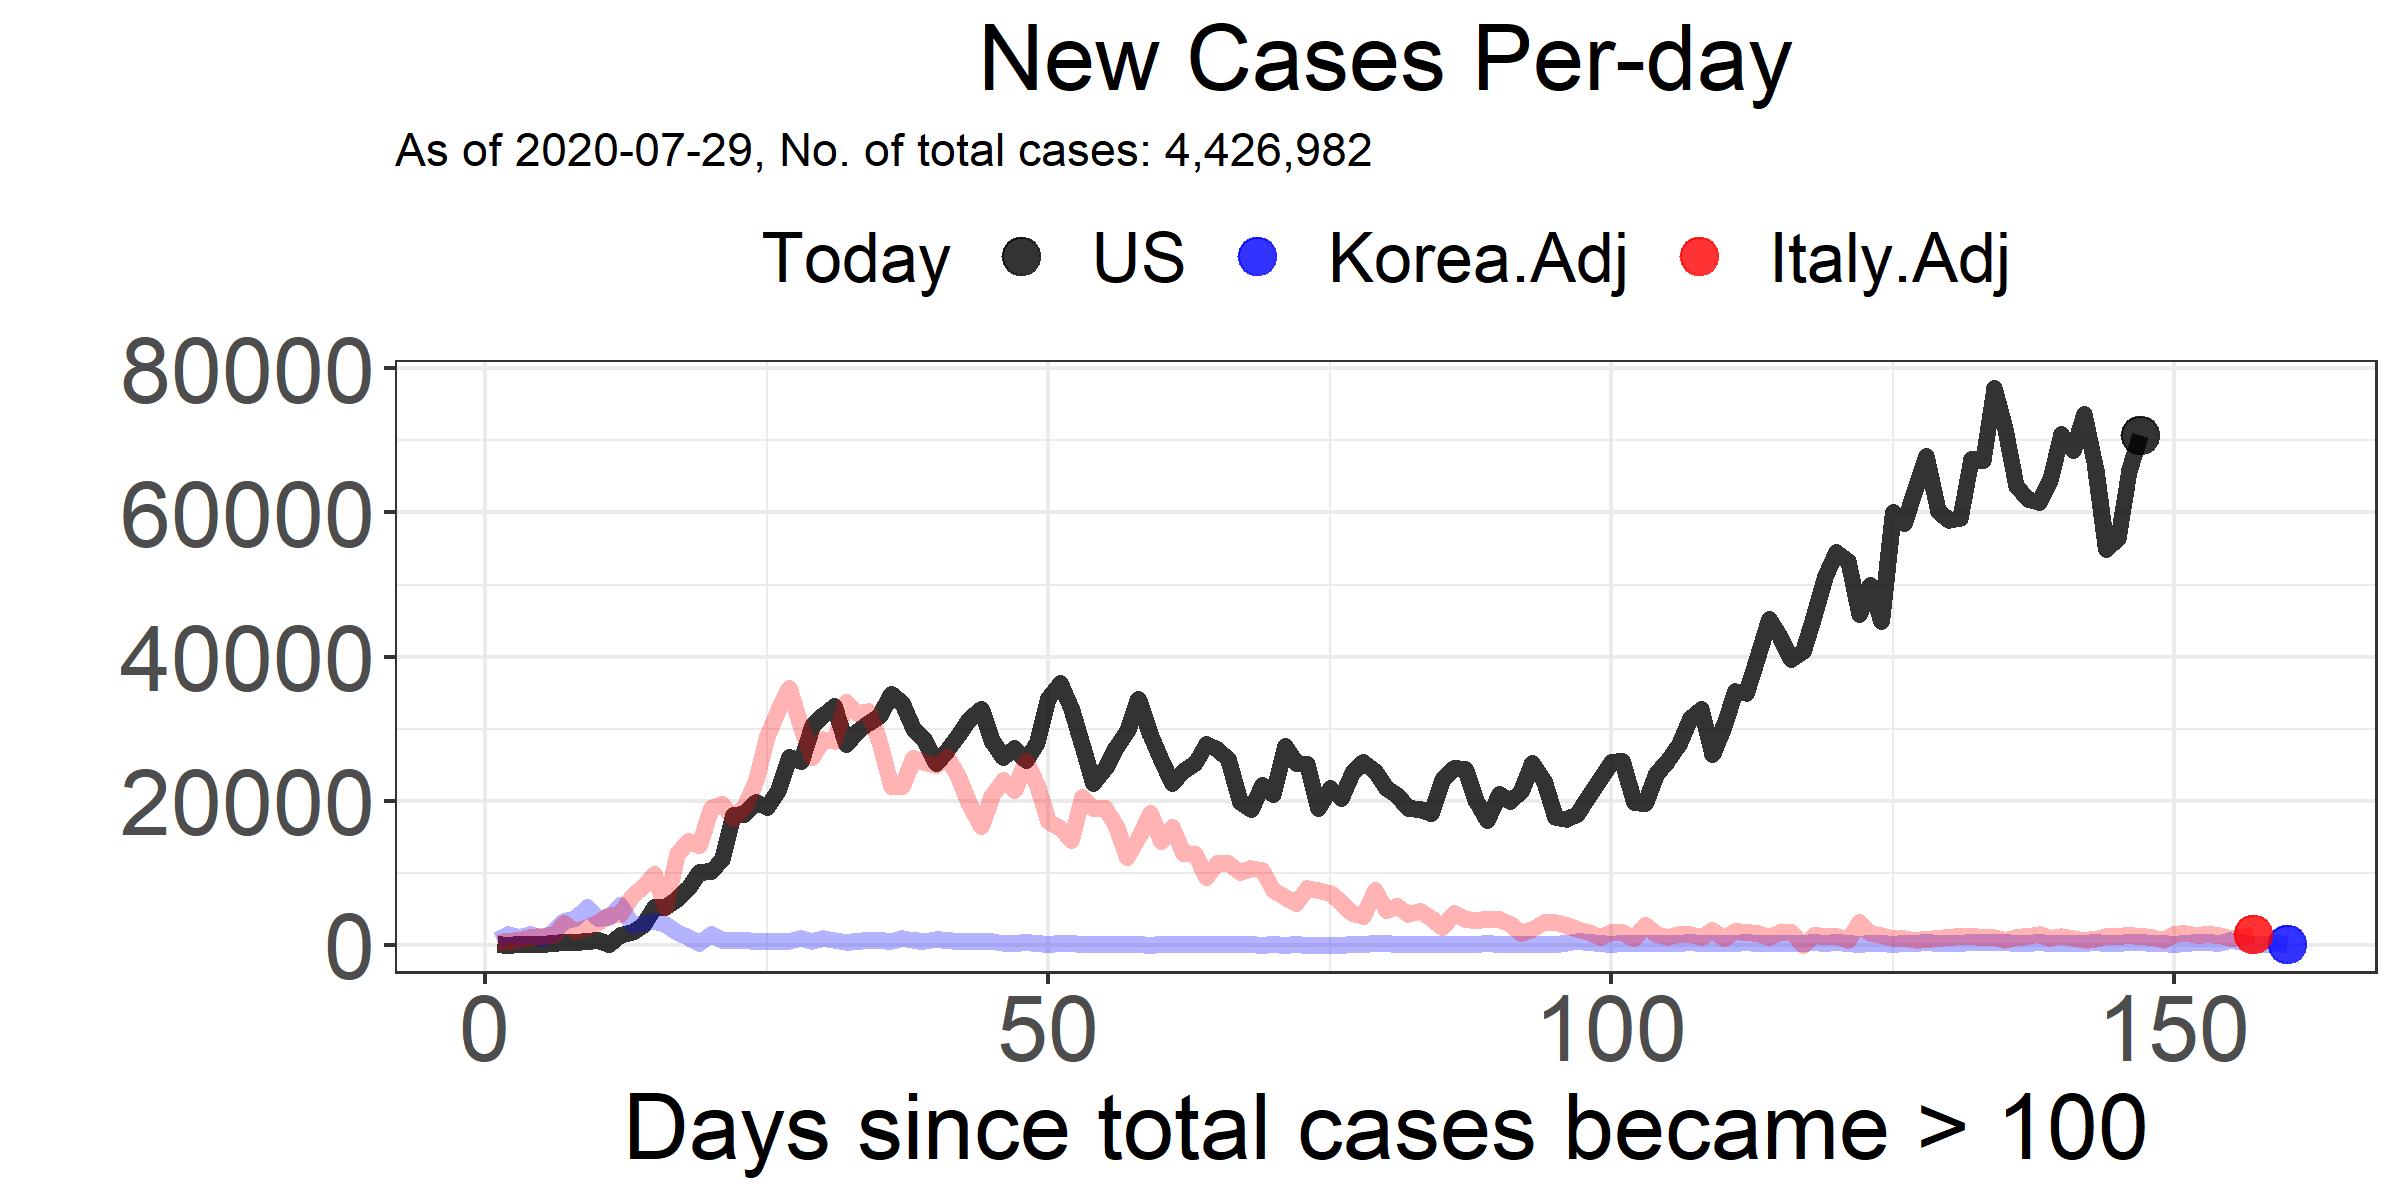 New Cases Per-day
As of 2020-07-29, No. of total cases: 4,426,982
Today US Korea.Adj Italy.Adj
80000
60000
40000
20000
0
0 50 100 150
Days since total cases became > 100